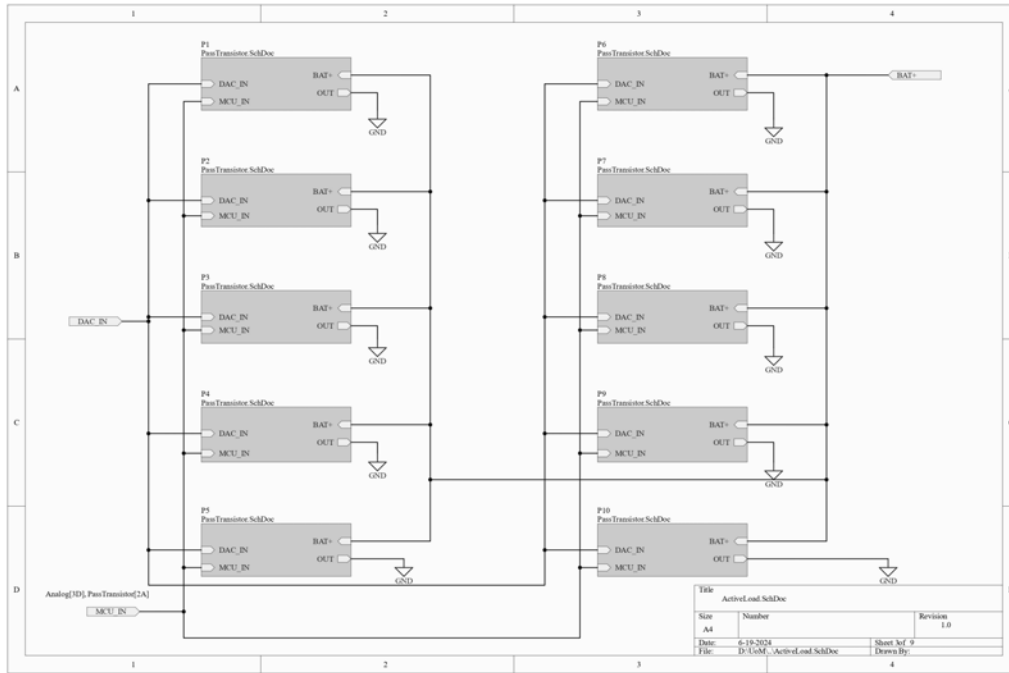 1 2 3 4
P1 P6
PassTransistor.SchDoc PassTransistor.SchDoc
A
DAC_IN BAT+ DAC_IN BAT+ BAT+
MCU_IN OUT MCU_IN OUT
GND GND
P2 P7
PassTransistor.SchDoc PassTransistor.SchDoc
DAC_IN BAT+ DAC_IN BAT+
MCU_IN OUT MCU_IN OUT
GND GND
B
P3 P8
PassTransistor.SchDoc PassTransistor.SchDoc
DAC_IN BAT+ DAC_IN BAT+
DAC_IN
MCU_IN OUT MCU_IN OUT
GND GND
P4 P9
PassTransistor.SchDoc PassTransistor.SchDoc
C
DAC_IN BAT+ DAC_IN BAT+
MCU_IN OUT MCU_IN OUT
GND GND
P5 P10
PassTransistor.SchDoc PassTransistor.SchDoc
DAC_IN BAT+ DAC_IN BAT+
MCU_IN OUT MCU_IN OUT
GND GND
D
Analog[3D], PassTransistor[2A]
MCU_IN
Title
ActiveLoad.SchDoc
Size Number Revision
A4 1.0
Date: 6-19-2024 Sheet 3of 9
File: D:\UoM\..\ActiveLoad.SchDoc Drawn By:
1 2 3 4